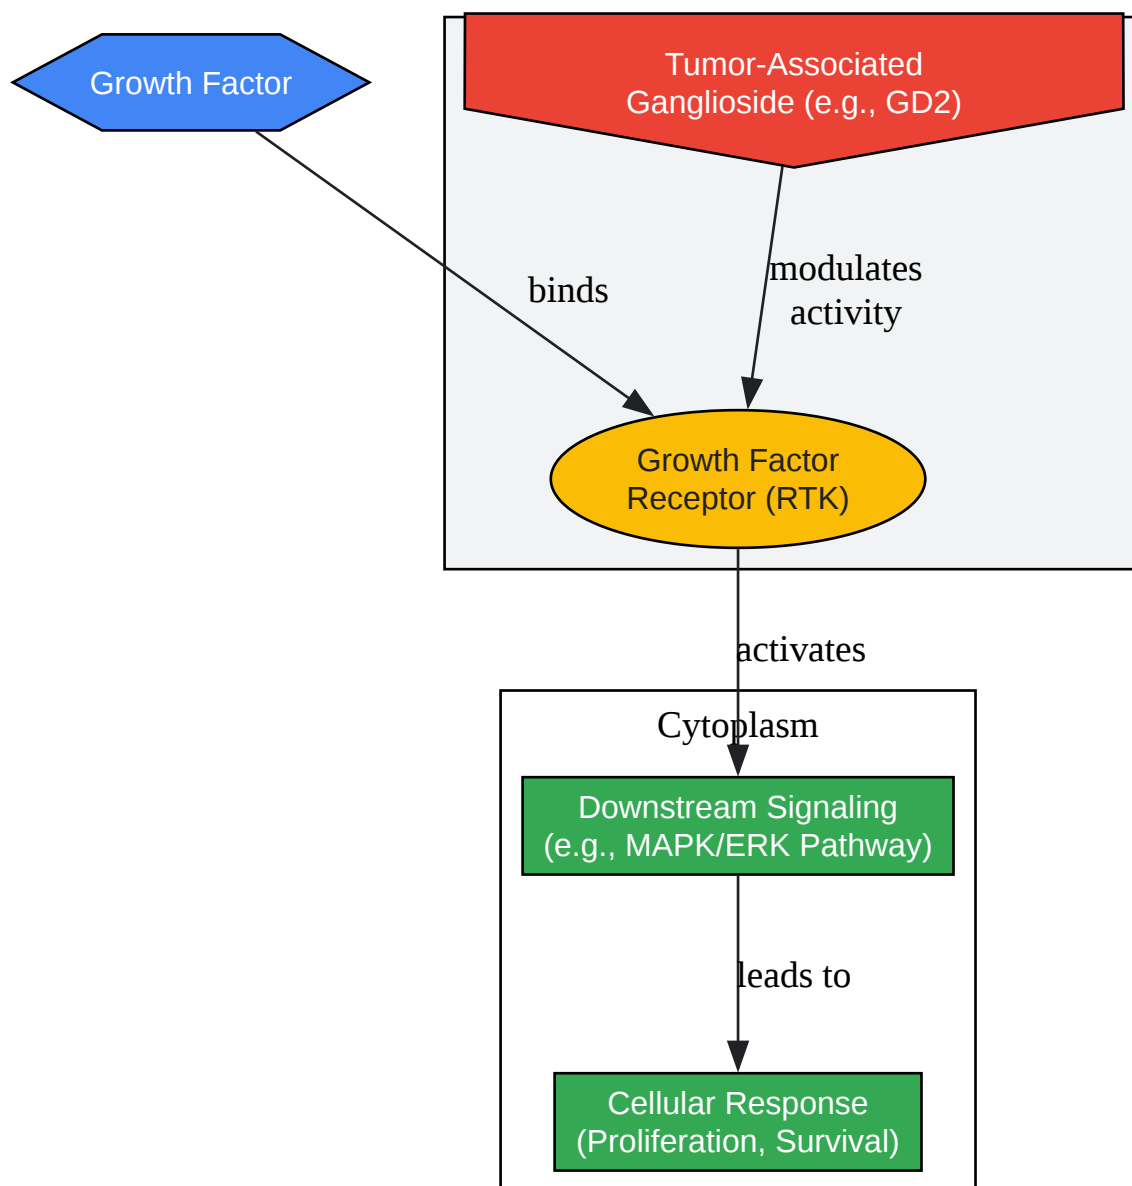 Growth Factor
Tumor-Associated
Ganglioside (e.g., GD2)
binds
modulates
activity
Growth Factor
Receptor (RTK)
activates
Cytoplasm
Downstream Signaling
(e.g., MAPK/ERK Pathway)
leads to
Cellular Response
(Proliferation, Survival)